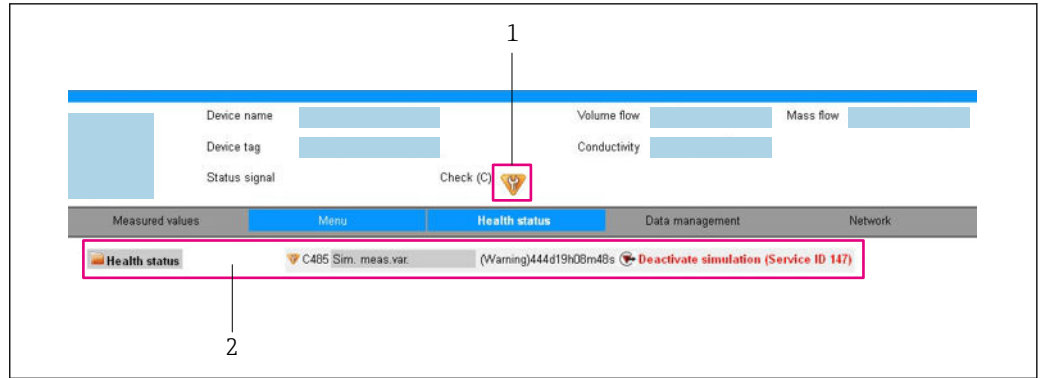 1
Device name Volume flow Mass flow
Device tag Conductivity
Status signal Check (C)
Measured values Menu Health status Data management Network
Health status C485 Sim. meas.var. (Warning)444d19h08m48s Deactivate simulation (Service ID 147)
2